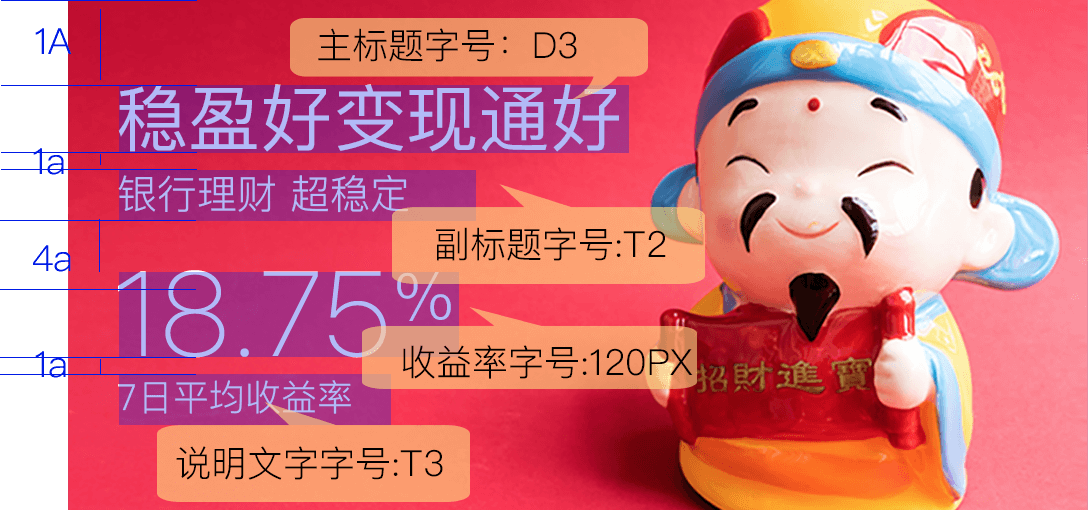 1A
主标题字号：D3
稳盈好变现通好
1a
银行理财 超稳定
副标题字号:T2
4a
18.75%
收益率字号:120PX
招財進寶
1a
7日平均收益率
说明文字字号:T3